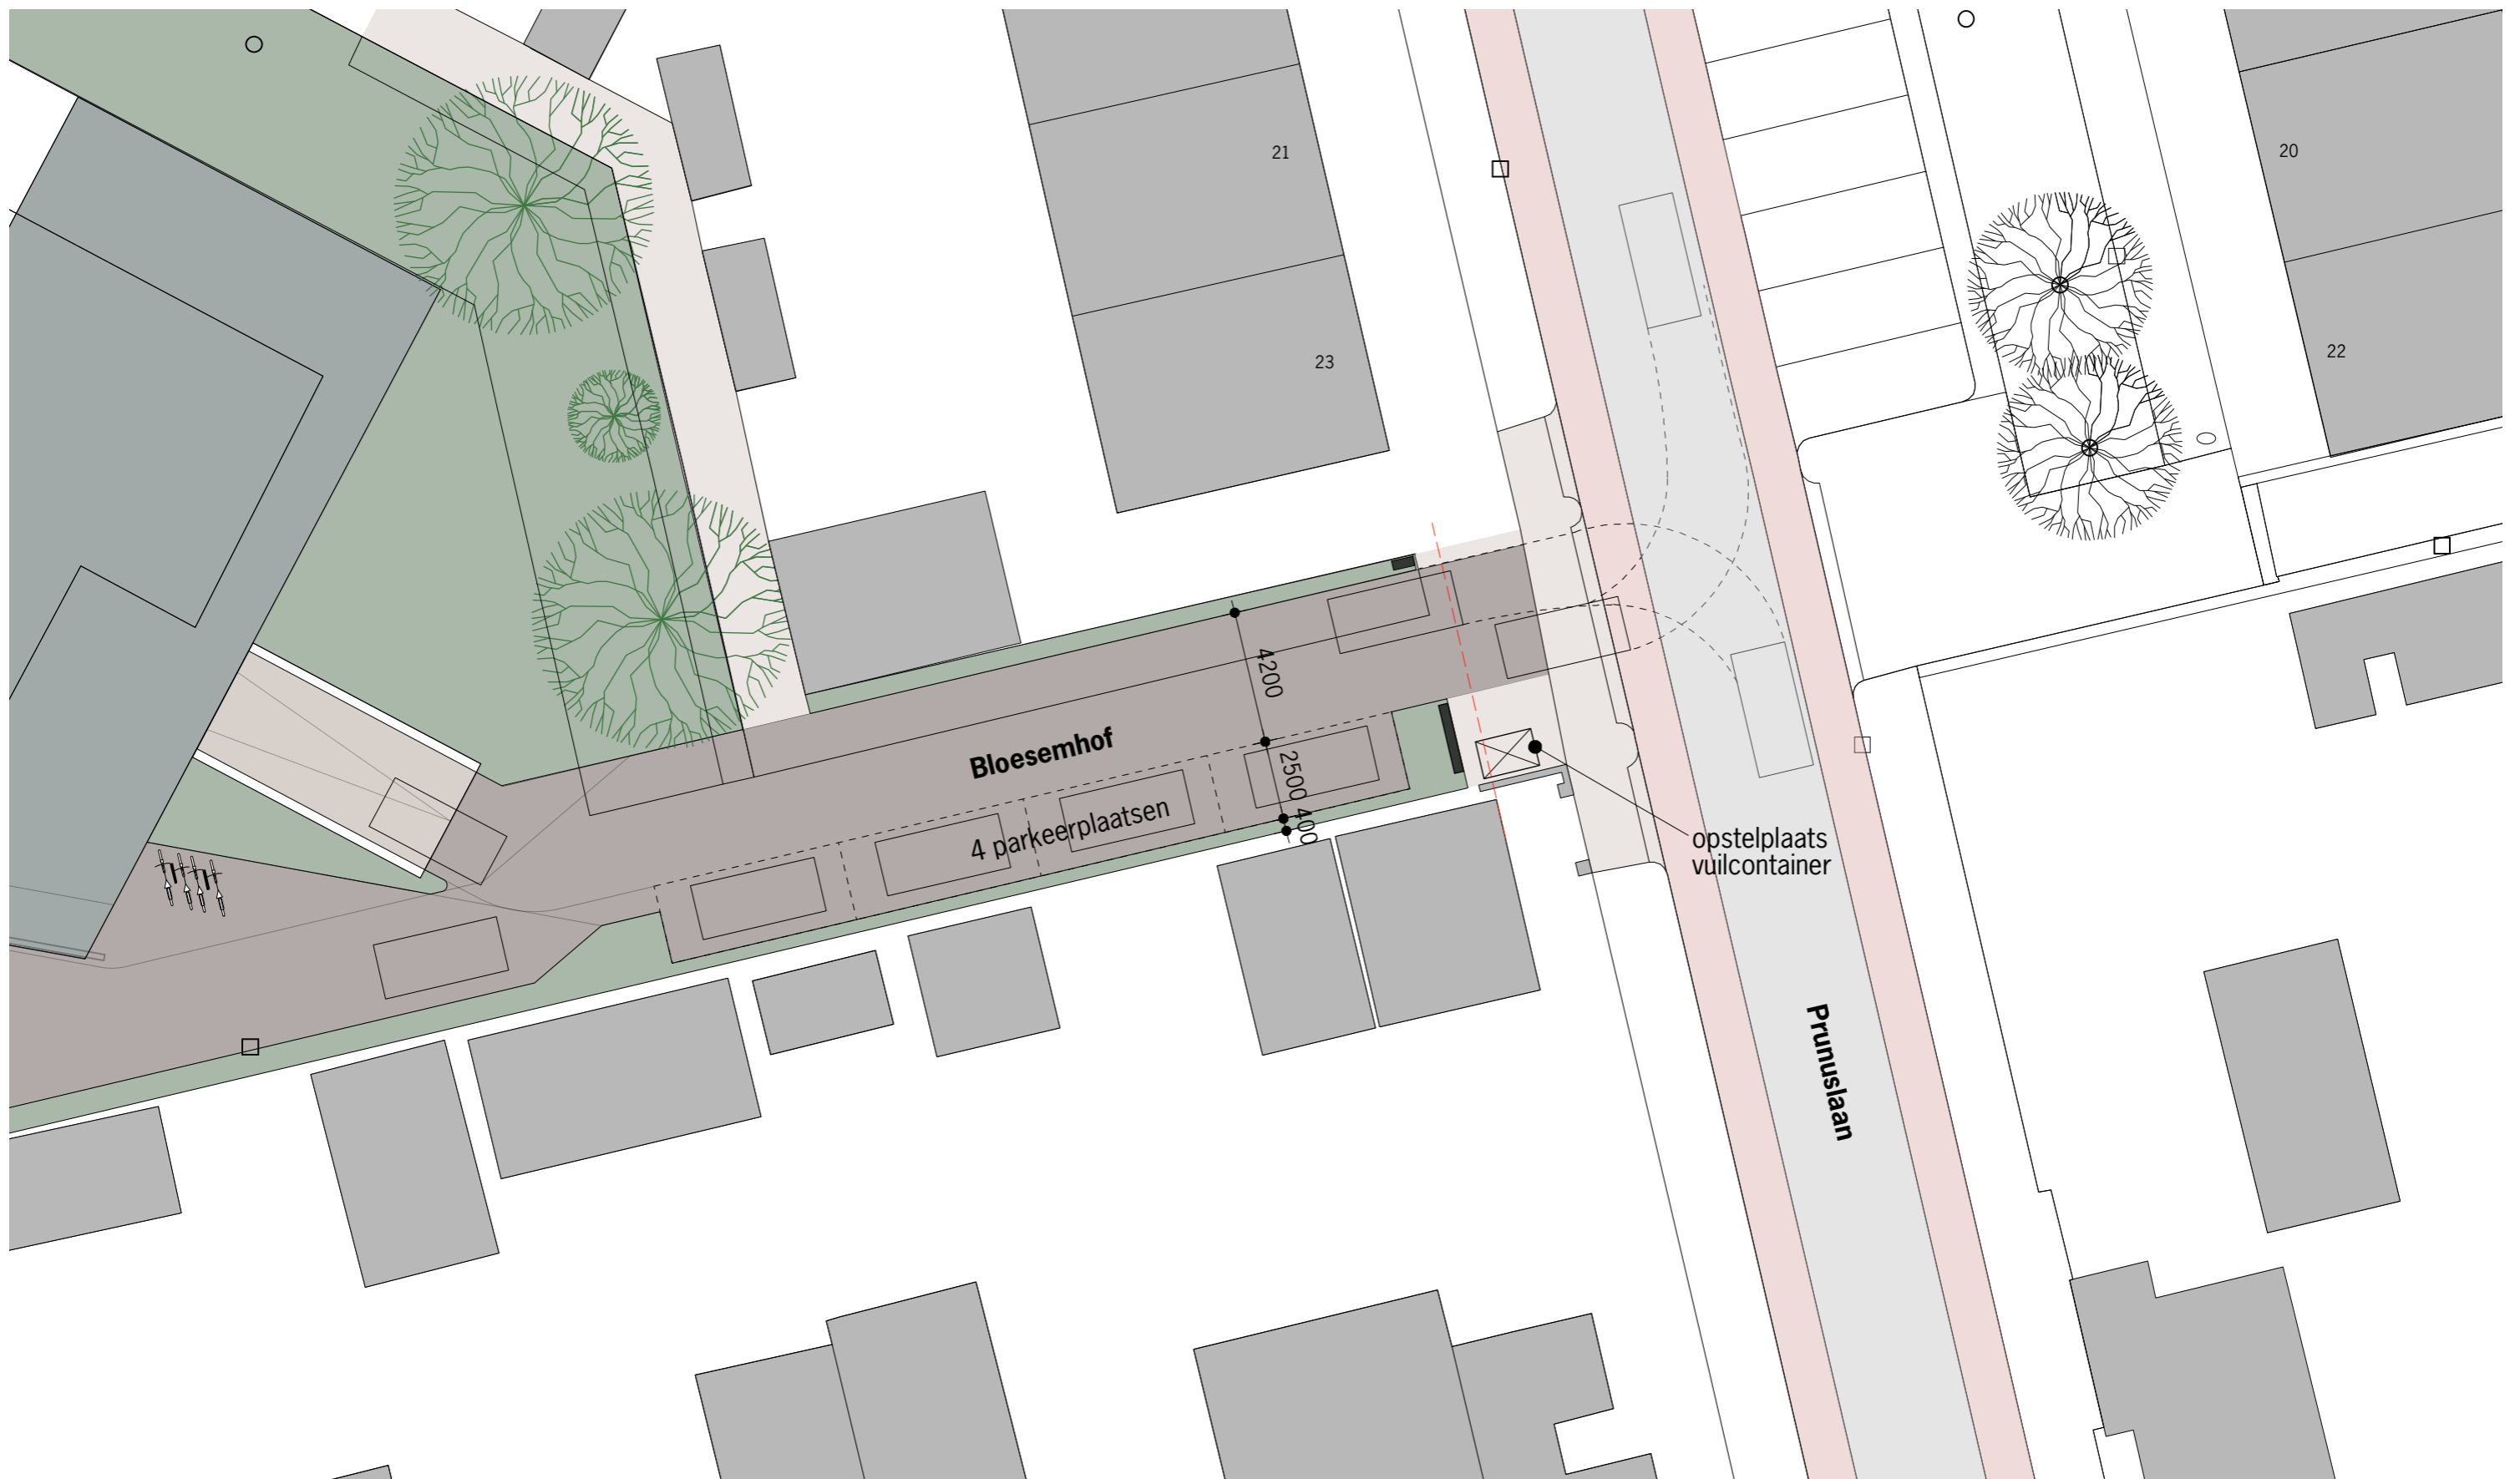 21
20
22
23
4200
Bloesemhof
2500
400
4 parkeerplaatsen
opstelplaats
vuilcontainer
Prunuslaan